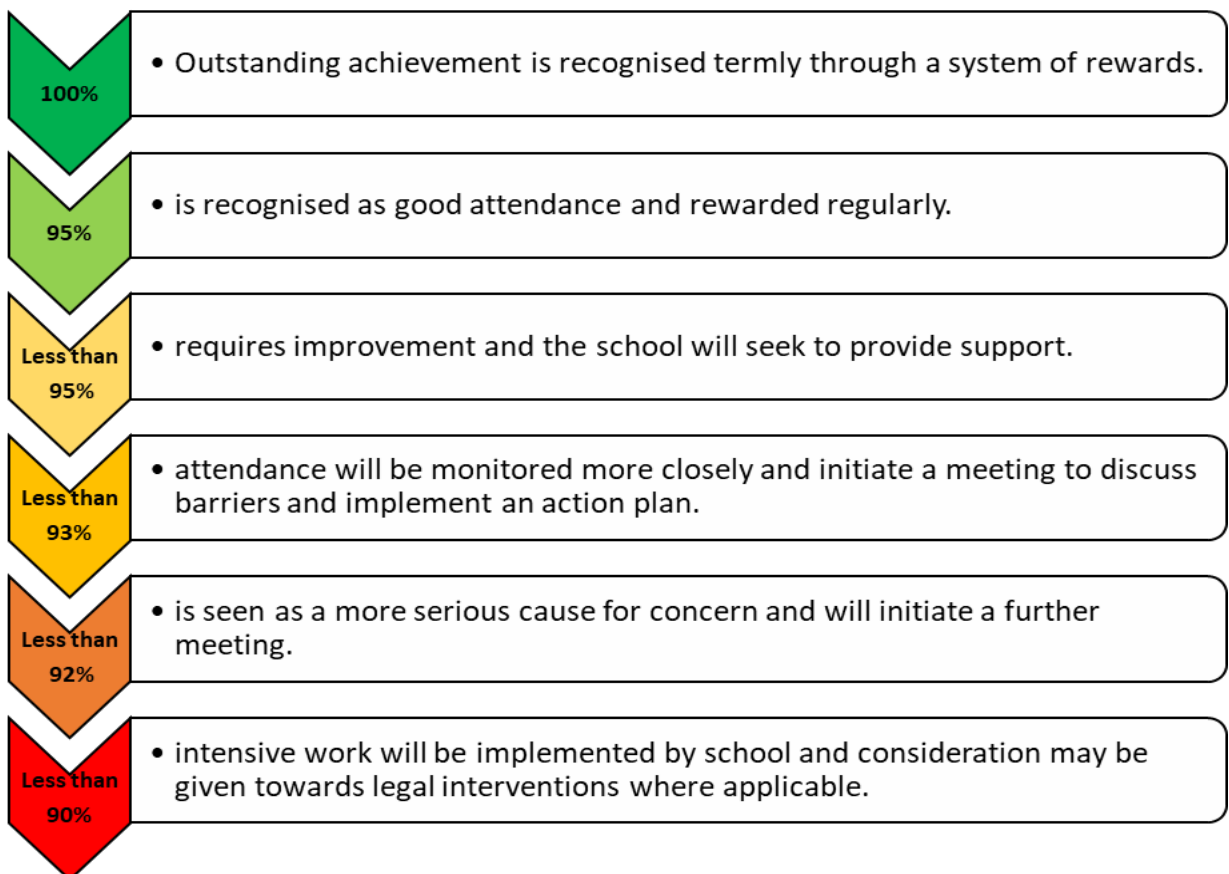 100%
• Outstanding achievement is recognised termly through a system of rewards.
95%
• is recognised as good attendance and rewarded regularly.
Less than
95%
• requires improvement and the school will seek to provide support.
Less than
93%
• attendance will be monitored more closely and initiate a meeting to discuss
barriers and implement an action plan.
Less than
92%
• is seen as a more serious cause for concern and will initiate a further
meeting.
Less than
90%
• intensive work will be implemented by school and consideration may be
given towards legal interventions where applicable.